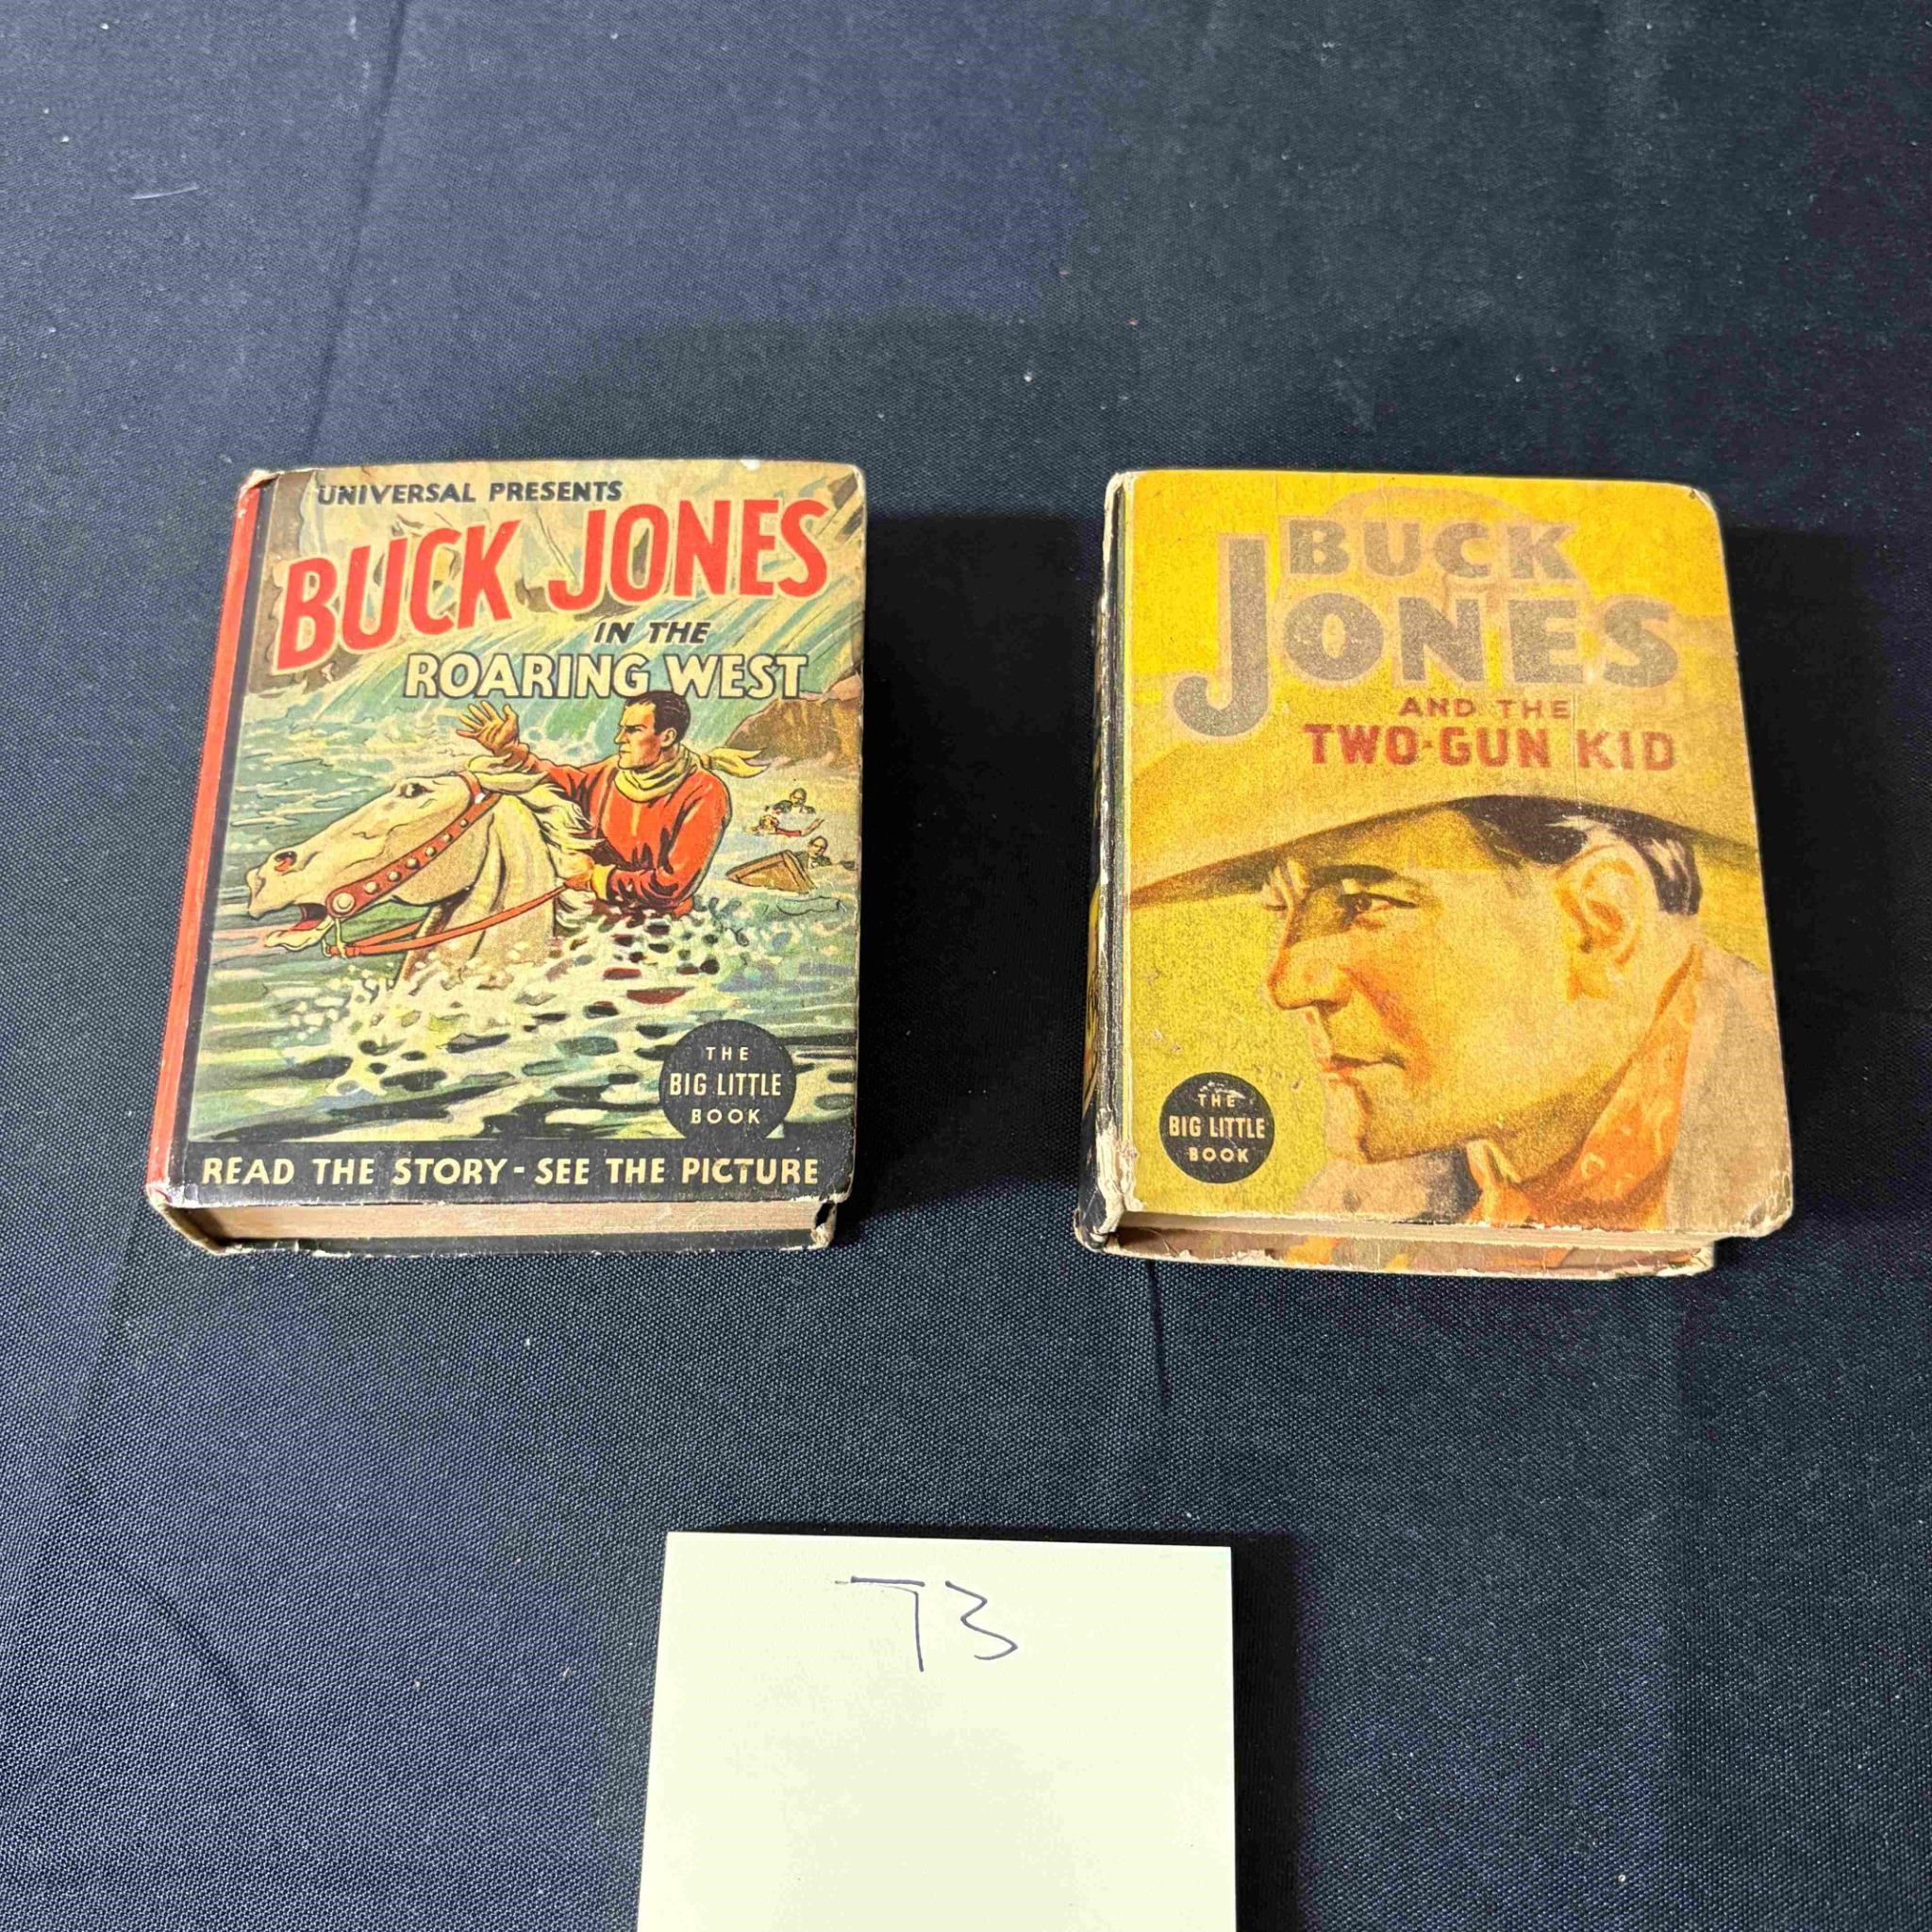 UNIVERSAL PRESENTS
BUCK JONES
IN THE
ROARING WEST
THE
BIG LITTLE
BOOK
READ THE STORY - SEE THE PICTURE
BUCK
JONES
AND THE
TWO-GUN KID
THE
BIG LITTLE
BOOK
73